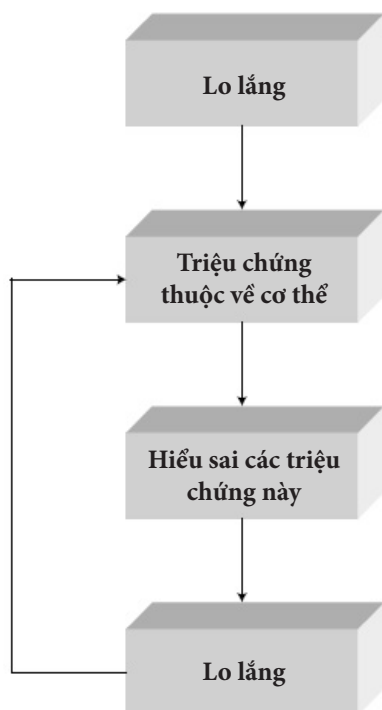 Lo lắng
Triệu chứng
thuộc về cơ thể
Hiểu sai các triệu
chứng này
Lo lắng